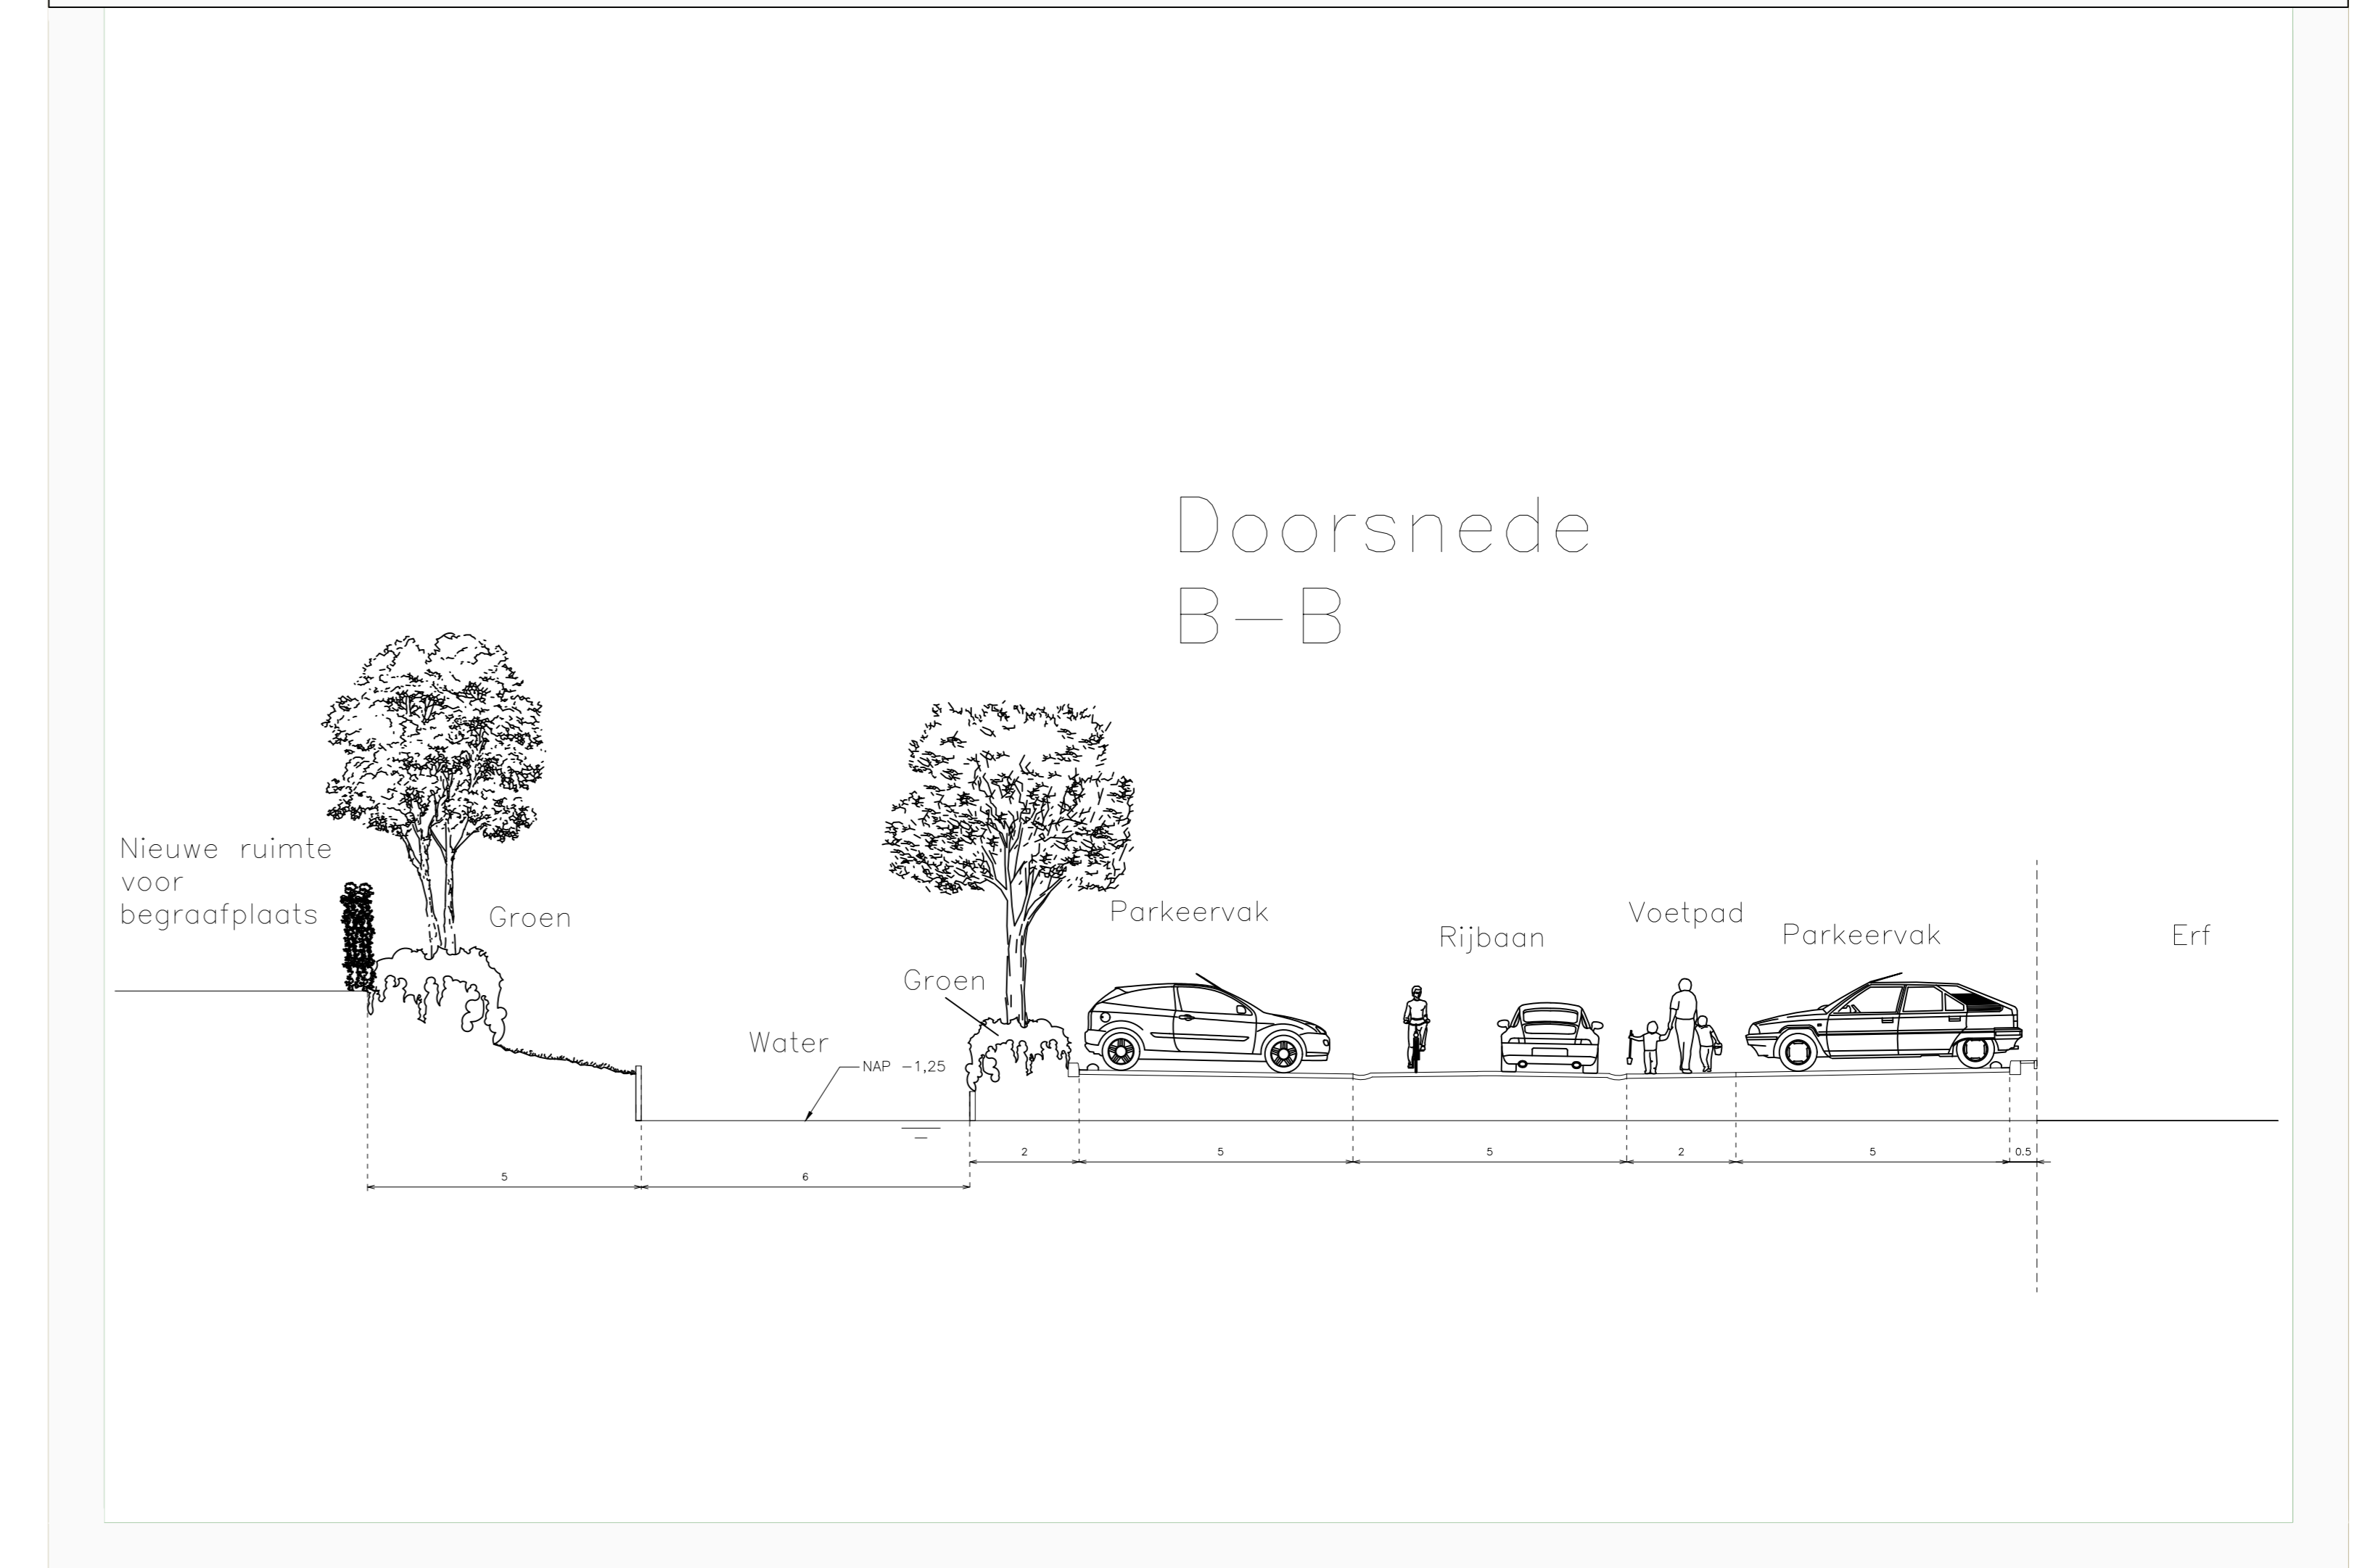 Doorsnede
B-B
Nieuwe ruimte
voor
begraafplaats
Groen
Water
NAP -1,25
Groen
Parkeervak
Rijbaan
Voetpad
Parkeervak
Erf
2
5
5
2
5
0.5
5
6